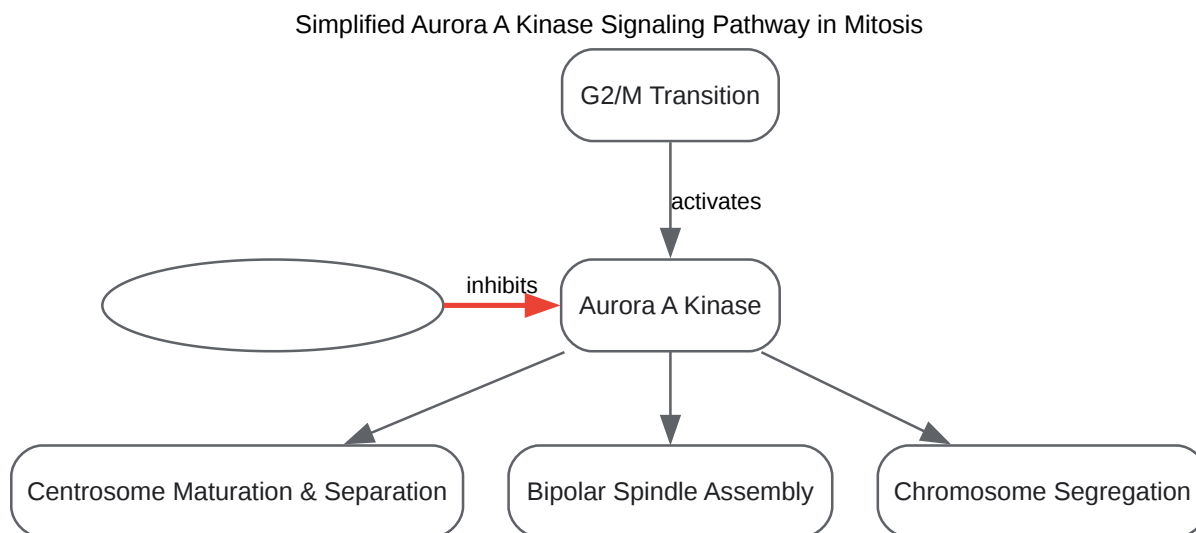 Simplified Aurora A Kinase Signaling Pathway in Mitosis
G2/M Transition
activates
inhibits
Aurora A Kinase
Centrosome Maturation & Separation
Bipolar Spindle Assembly
Chromosome Segregation